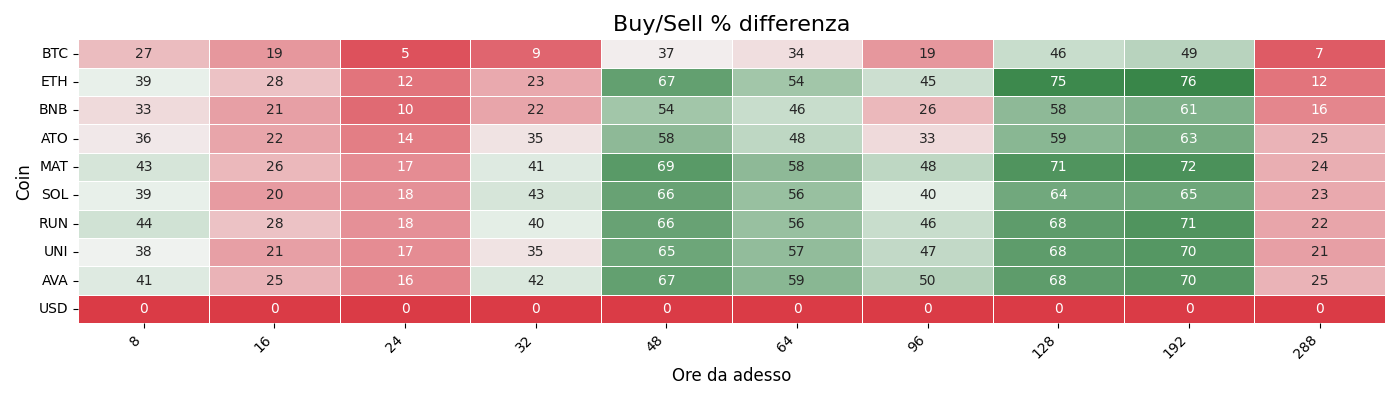 Buy/Sell % differenza
Coin
BTC 27 19 5 9 37 34 19 46 49 7
ETH 39 28 12 23 67 54 45 75 76 12
BNB 33 21 10 22 54 46 26 58 61 16
ATO 36 22 14 35 58 48 33 59 63 25
MAT 43 26 17 41 69 58 48 71 72 24
SOL 39 20 18 43 66 56 40 64 65 23
RUN 44 28 18 40 66 56 46 68 71 22
UNI 38 21 17 35 65 57 47 68 70 21
AVA 41 25 16 42 67 59 50 68 70 25
USD 0 0 0 0 0 0 0 0 0 0
8 16 24 32 48 64 96 128 192 288
Ore da adesso